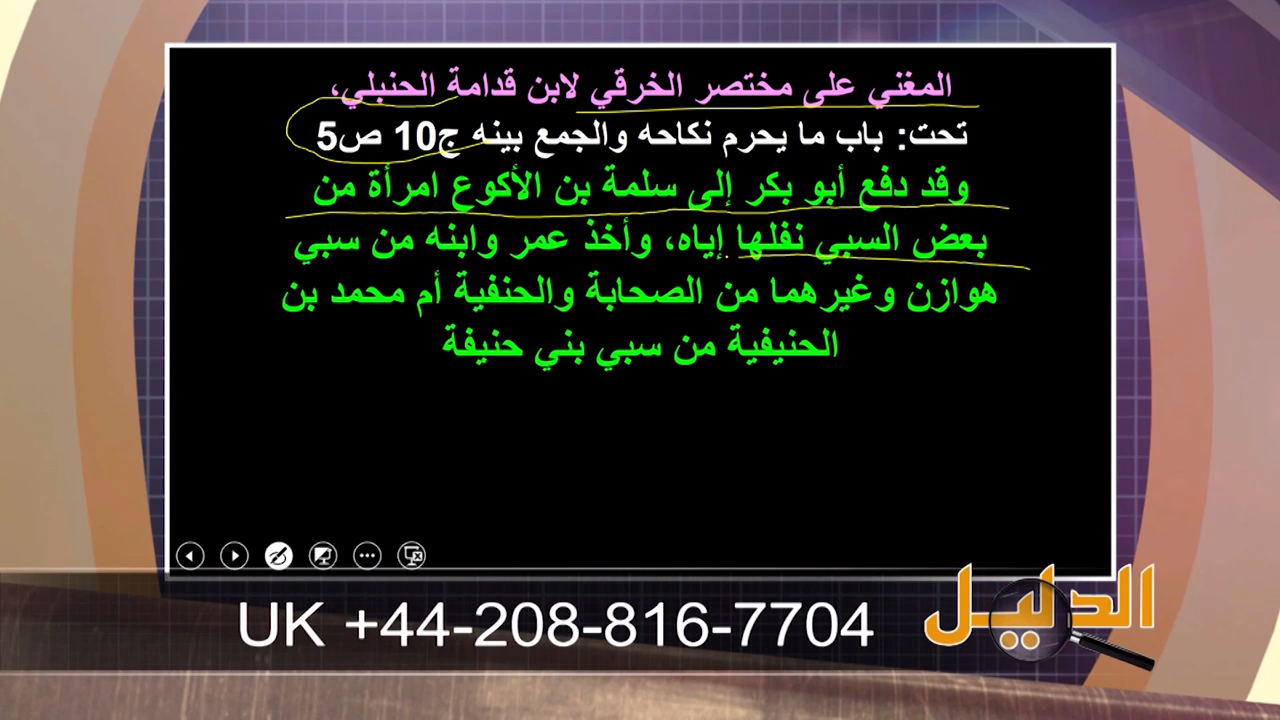 المغني على مختصر الخرقي لابن قدامة الحنبلي،
تحت: باب ما يحرم نكاحه والجمع بينه ج10 ص5
وقد دفع أبو بكر إلى سلمة بن الأكوع امرأة من
بعض السبي نفلها إياه، وأخذ عمر وابنه من سبي
هوازن وغيرهما من الصحابة والحنفية أم محمد بن
الحنيفية من سبي بني حنيفة
الدليل
UK +44-208-816-7704